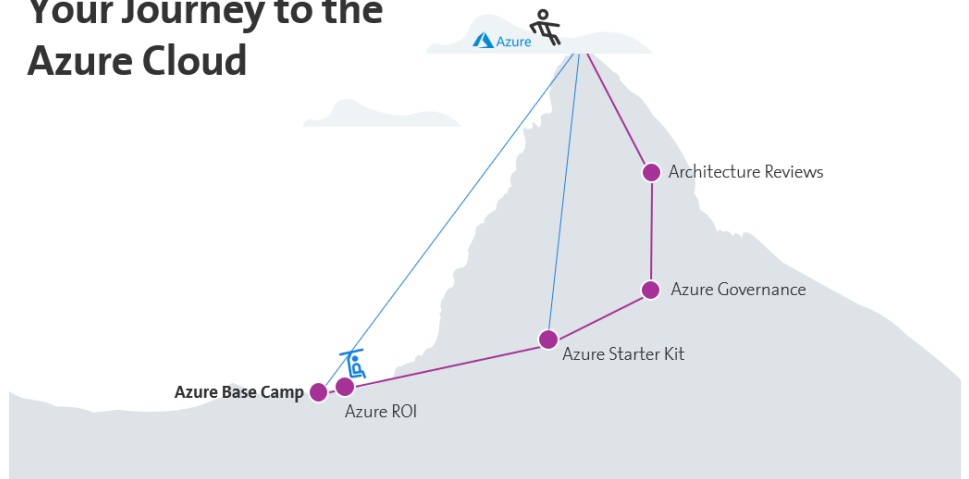 Your Journey to the
Azure Cloud
Azure
Architecture Reviews
Azure Governance
Azure Starter Kit
Azure Base Camp
Azure ROI